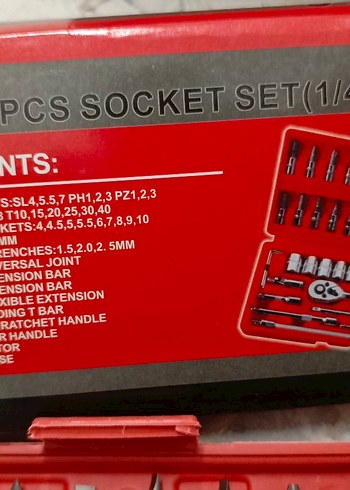 PCS SOCKET SET(1/4
NTS:
S:SL4,5.5,7 PH1,2,3 PZ1,2,3
3 T10,15,20,25,30,40
KETS:4,4.5,5,5.5,6,7,8,9,10
MM
RENCHES:1.5,2.0,2.5MM
VERSAL JOINT
ENSION BAR
ENSION BAR
XIBLE EXTENSION
DING T BAR
RATCHET HANDLE
R HANDLE
TOR
SE